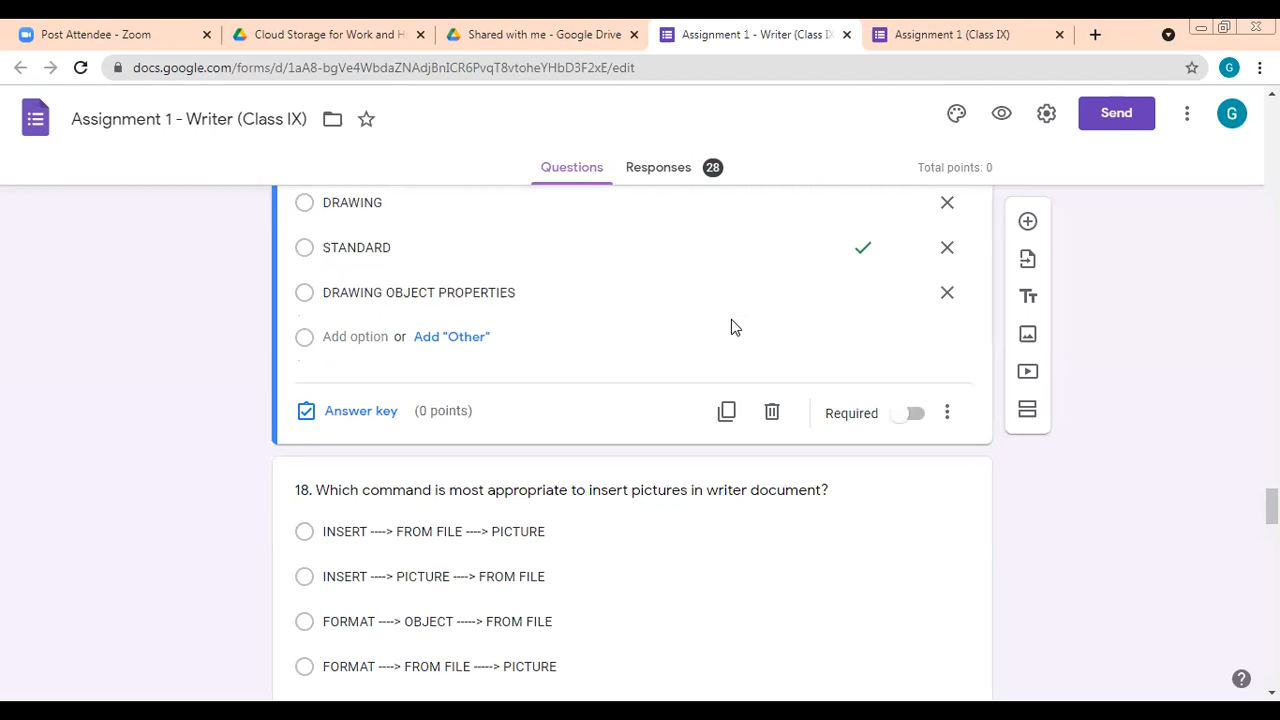 Post Attendee - Zoom
Cloud Storage for Work and H
Shared with me - Google Drive
Assignment 1 - Writer (Class IX
Assignment 1 (Class IX)
G
docs.google.com/forms/d/1aA8-bgVe4WbdaZNAdjBnICR6PvqT8vtoheYHbD3F2xE/edit
Assignment 1 - Writer (Class IX)
Send
G
Questions
Responses 28
Total points: 0
DRAWING
STANDARD
DRAWING OBJECT PROPERTIES
Add option or Add "Other"
Answer key (0 points)
Required
Tт
18. Which command is most appropriate to insert pictures in writer document?
INSERT ----> FROM FILE ----> PICTURE
INSERT ----> PICTURE ----> FROM FILE
FORMAT ----> OBJECT -----> FROM FILE
FORMAT ----> FROM FILE -----> PICTURE